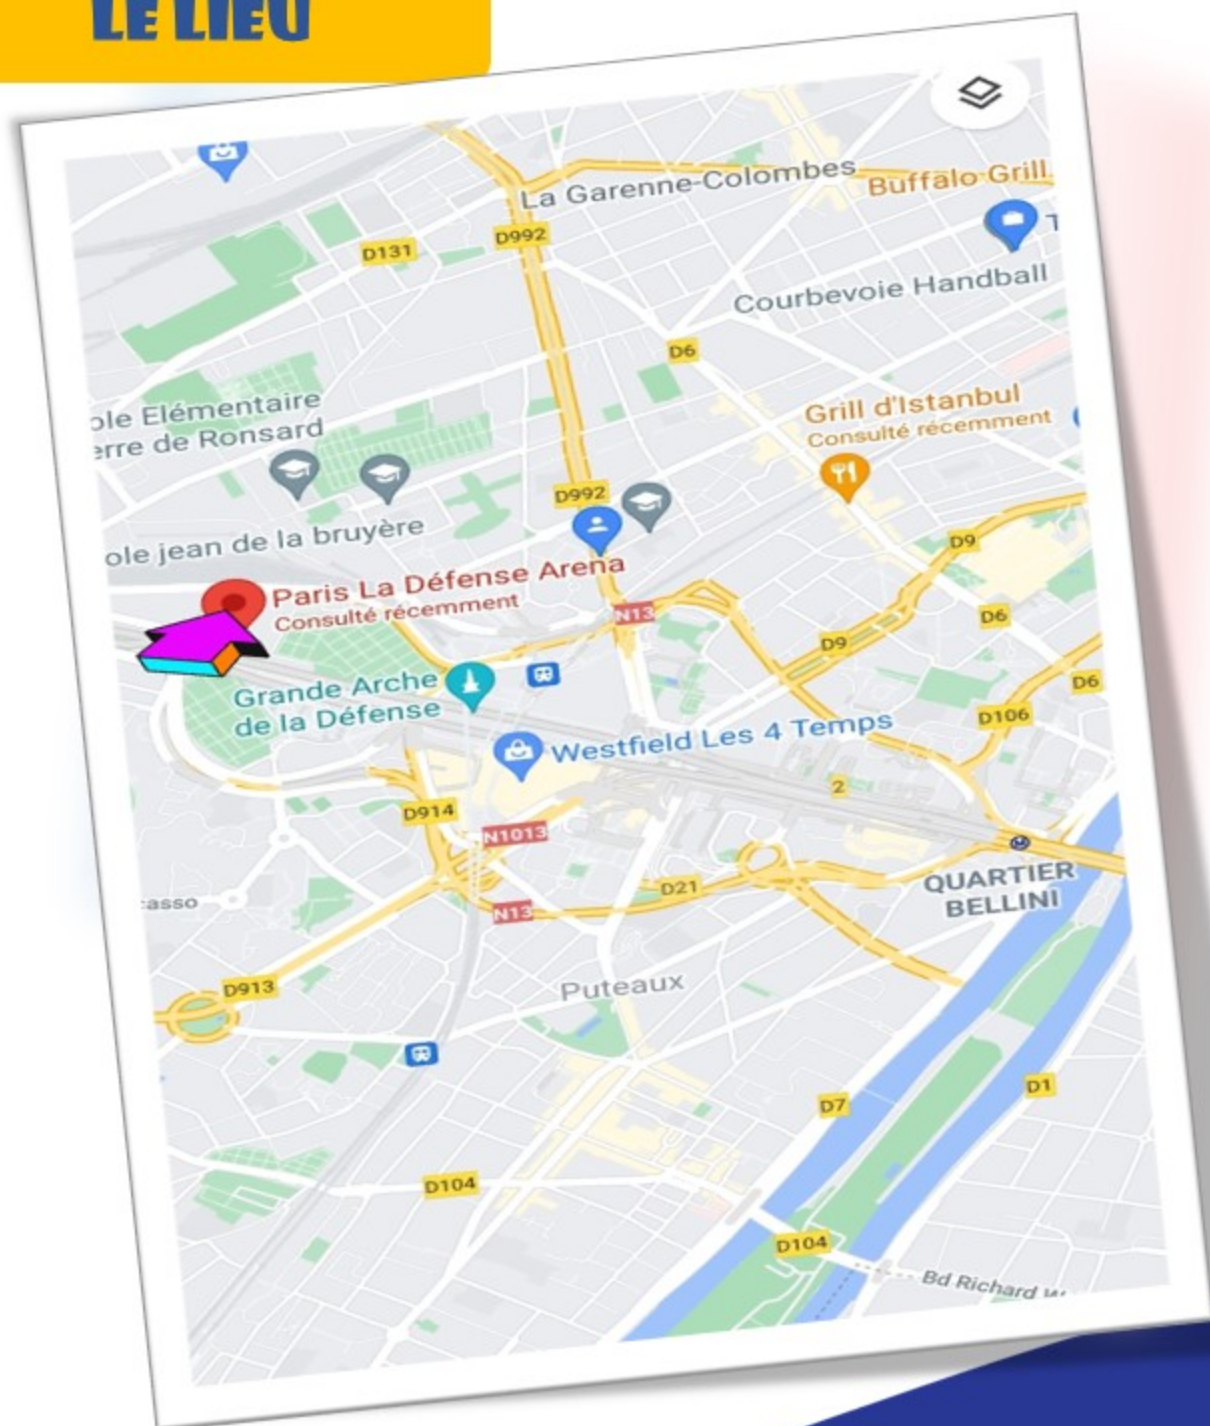 LE LIEU
La Garenne-Colombes
Buffalo Grill
D131
D992
Courbevoie Handball
D6
ole Elémentaire
erre de Ronsard
Grill d'Istanbul
Consulté récemment
D992
ole jean de la bruyère
D9
Paris La Défense Arena
Consulté récemment
N13
D6
D9
Grande Arche
de la Défense
D6
D106
Westfield Les 4 Temps
2
D914
N1013
D21
QUARTIER
BELLINI
casso
N13
D913
Puteaux
D7
D1
D104
D104
Bd Richard